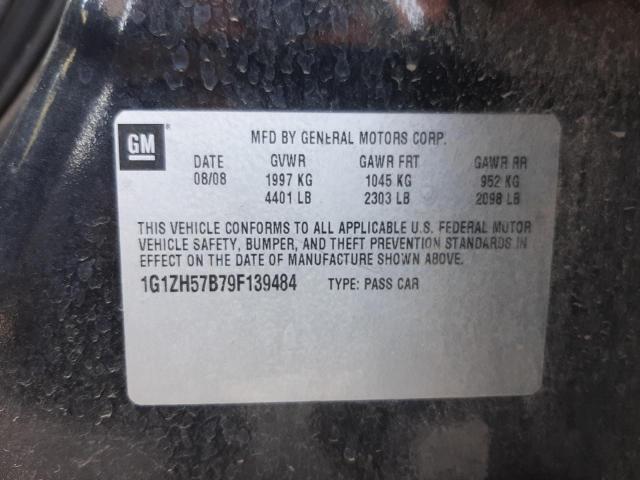 GM
MFD BY GENERAL MOTORS CORP.
DATE GVWR GAWR FRT GAWR RR
08/08 1997 KG 1045 KG 952 KG
4401 LB 2303 LB 2098 LB
THIS VEHICLE CONFORMS TO ALL APPLICABLE U.S. FEDERAL MOTOR
VEHICLE SAFETY, BUMPER, AND THEFT PREVENTION STANDARDS IN
EFFECT ON THE DATE OF MANUFACTURE SHOWN ABOVE.
1G1ZH57B79F139484 TYPE: PASS CAR